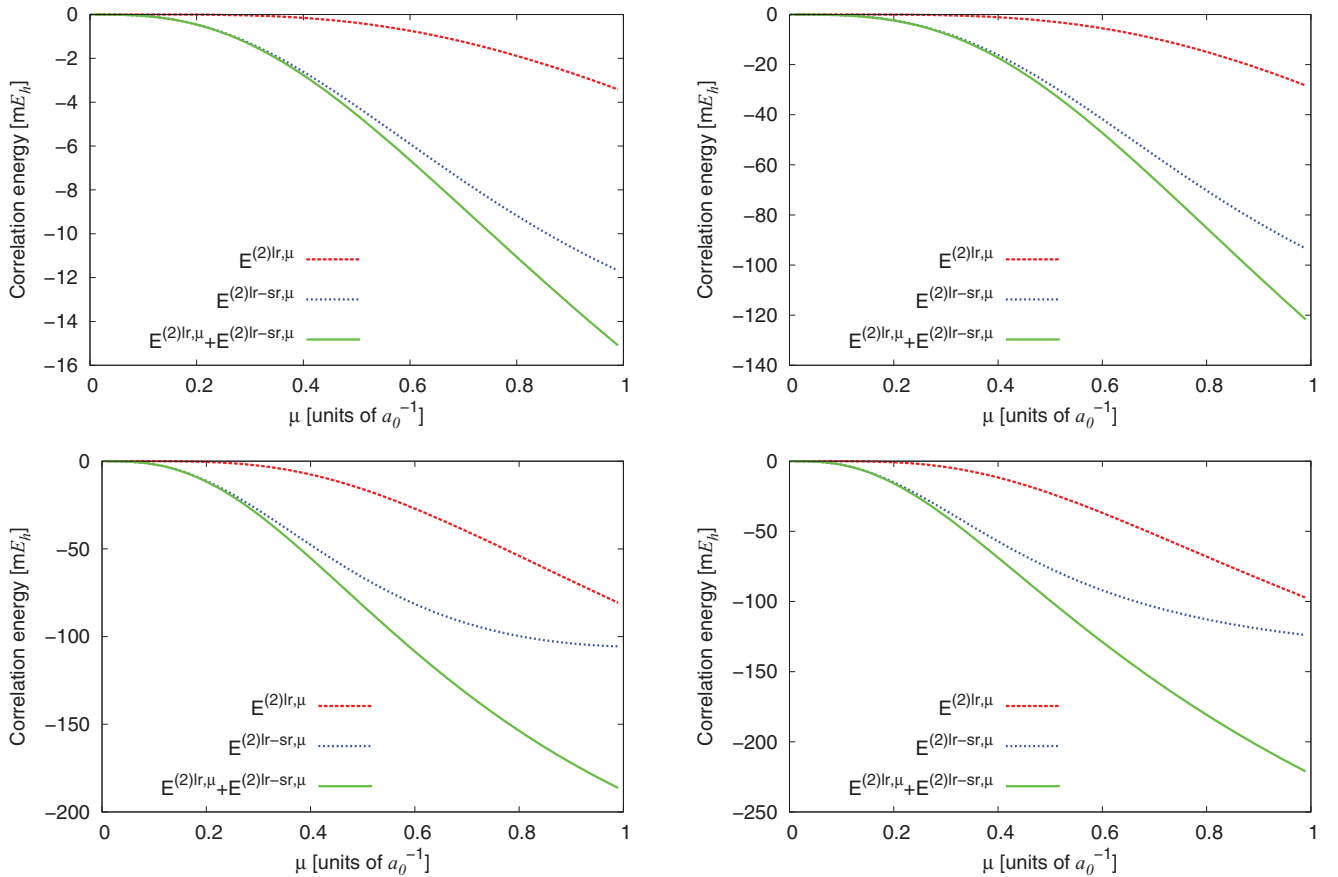 0
−2
−4
−6
−8
−10
−12
−14
−16
Correlation energy [mE_h]
E^(2)lr,μ
E^(2)lr−sr,μ
E^(2)lr,μ+E^(2)lr−sr,μ
0 0.2 0.4 0.6 0.8 1
μ [units of a_0^−1]
0
−20
−40
−60
−80
−100
−120
−140
Correlation energy [mE_h]
E^(2)lr,μ
E^(2)lr−sr,μ
E^(2)lr,μ+E^(2)lr−sr,μ
0 0.2 0.4 0.6 0.8 1
μ [units of a_0^−1]
0
−50
−100
−150
−200
Correlation energy [mE_h]
E^(2)lr,μ
E^(2)lr−sr,μ
E^(2)lr,μ+E^(2)lr−sr,μ
0 0.2 0.4 0.6 0.8 1
μ [units of a_0^−1]
0
−50
−100
−150
−200
−250
Correlation energy [mE_h]
E^(2)lr,μ
E^(2)lr−sr,μ
E^(2)lr,μ+E^(2)lr−sr,μ
0 0.2 0.4 0.6 0.8 1
μ [units of a_0^−1]